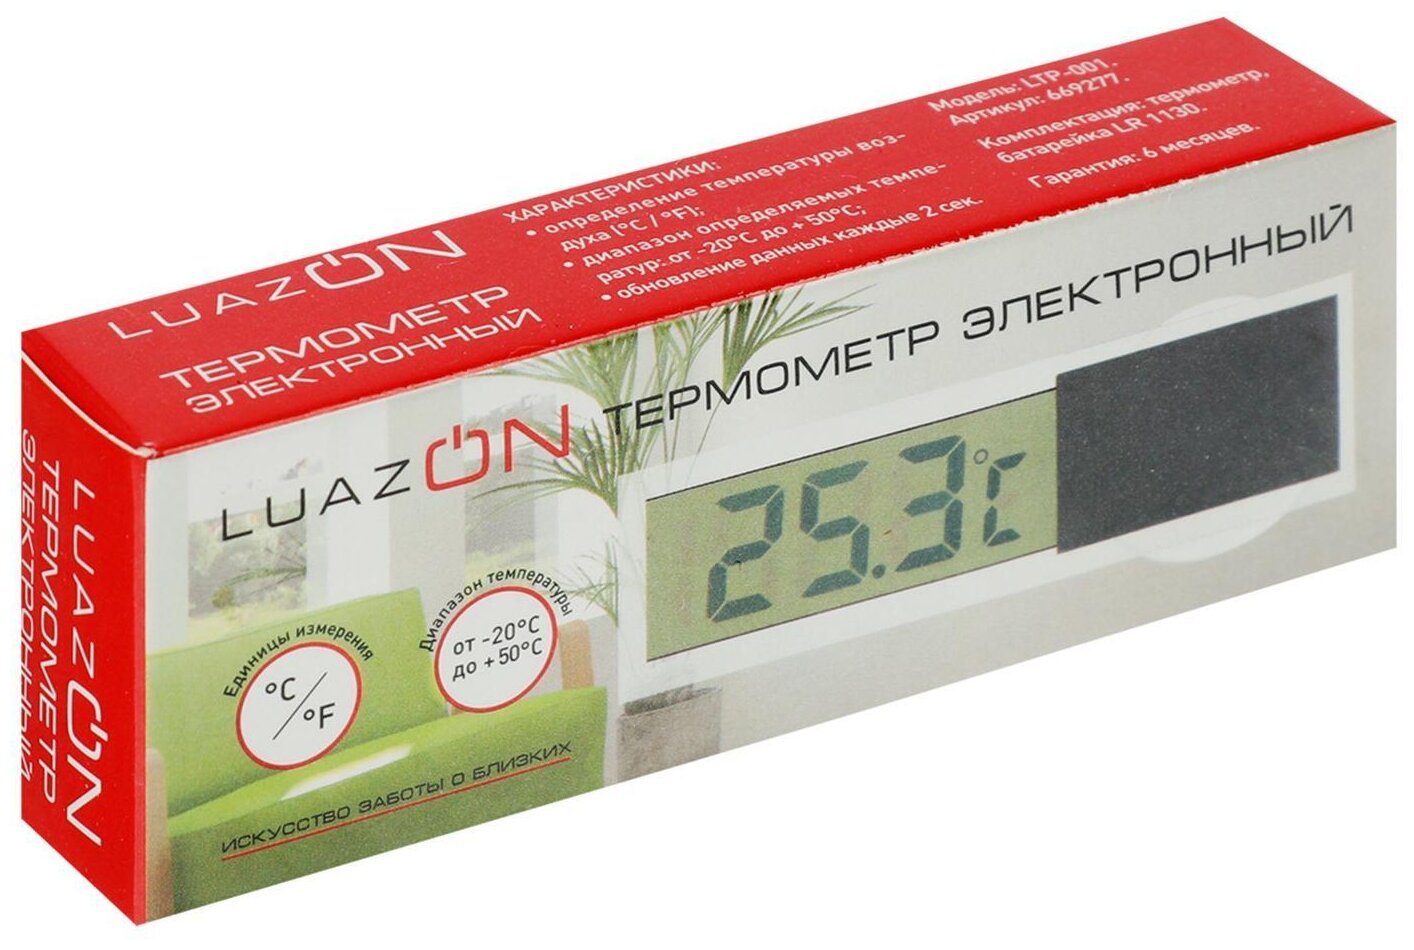 LUAZON
ТЕРМОМЕТР
ЭЛЕКТРОННЫЙ
ХАРАКТЕРИСТИКИ:
• определение температуры воз-
духа (°C / °F);
• диапазон определяемых темпе-
ратур: от -20°C до + 50°C;
• обновление данных каждые 2 сек.
Модель: LTP-001.
Артикул: 669277.
Комплектация: термометр,
батарейка LR 1130.
Гарантия: 6 месяцев.
LUAZON
ТЕРМОМЕТР
ЭЛЕКТРОННЫЙ
LUAZON
ТЕРМОМЕТР ЭЛЕКТРОННЫЙ
25.3°C
Единицы измерения
°C/°F
Диапазон температуры
от -20°C
до + 50°C
ИСКУССТВО ЗАБОТЫ О БЛИЗКИХ